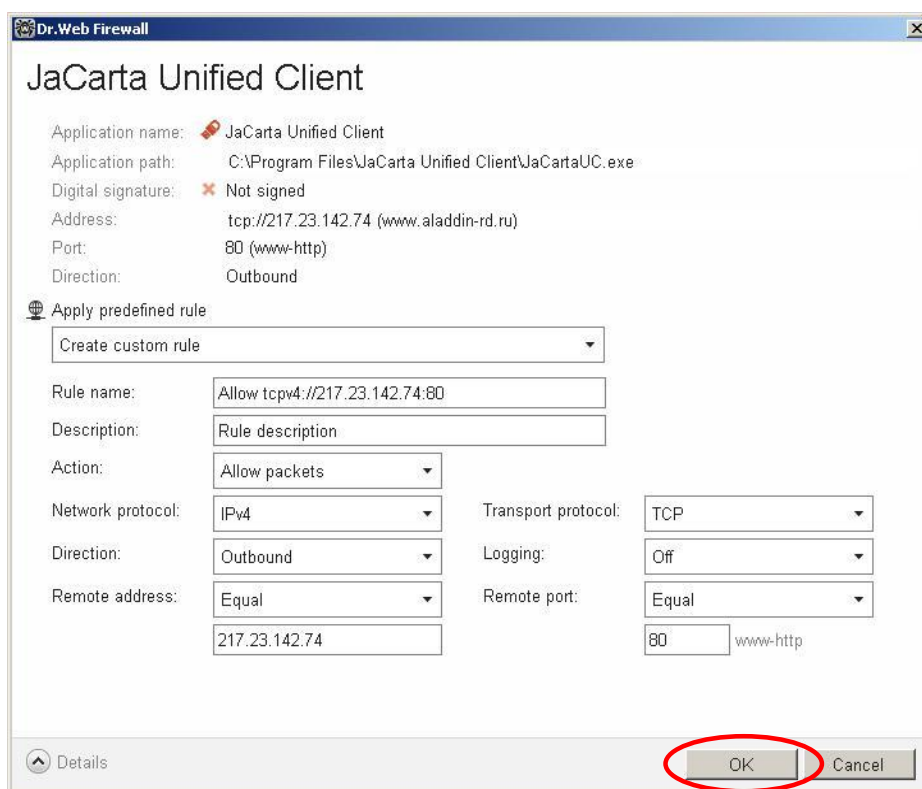 Dr.Web Firewall
JaCarta Unified Client
Application name: JaCarta Unified Client
Application path: C:\Program Files\JaCarta Unified Client\JaCartaUC.exe
Digital signature: Not signed
Address: tcp://217.23.142.74 (www.aladdin-rd.ru)
Port: 80 (www-http)
Direction: Outbound
Apply predefined rule
Create custom rule
Rule name: Allow tcpv4://217.23.142.74:80
Description: Rule description
Action: Allow packets
Network protocol: IPv4 Transport protocol: TCP
Direction: Outbound Logging: Off
Remote address: Equal Remote port: Equal
217.23.142.74 80 www-http
Details OK Cancel